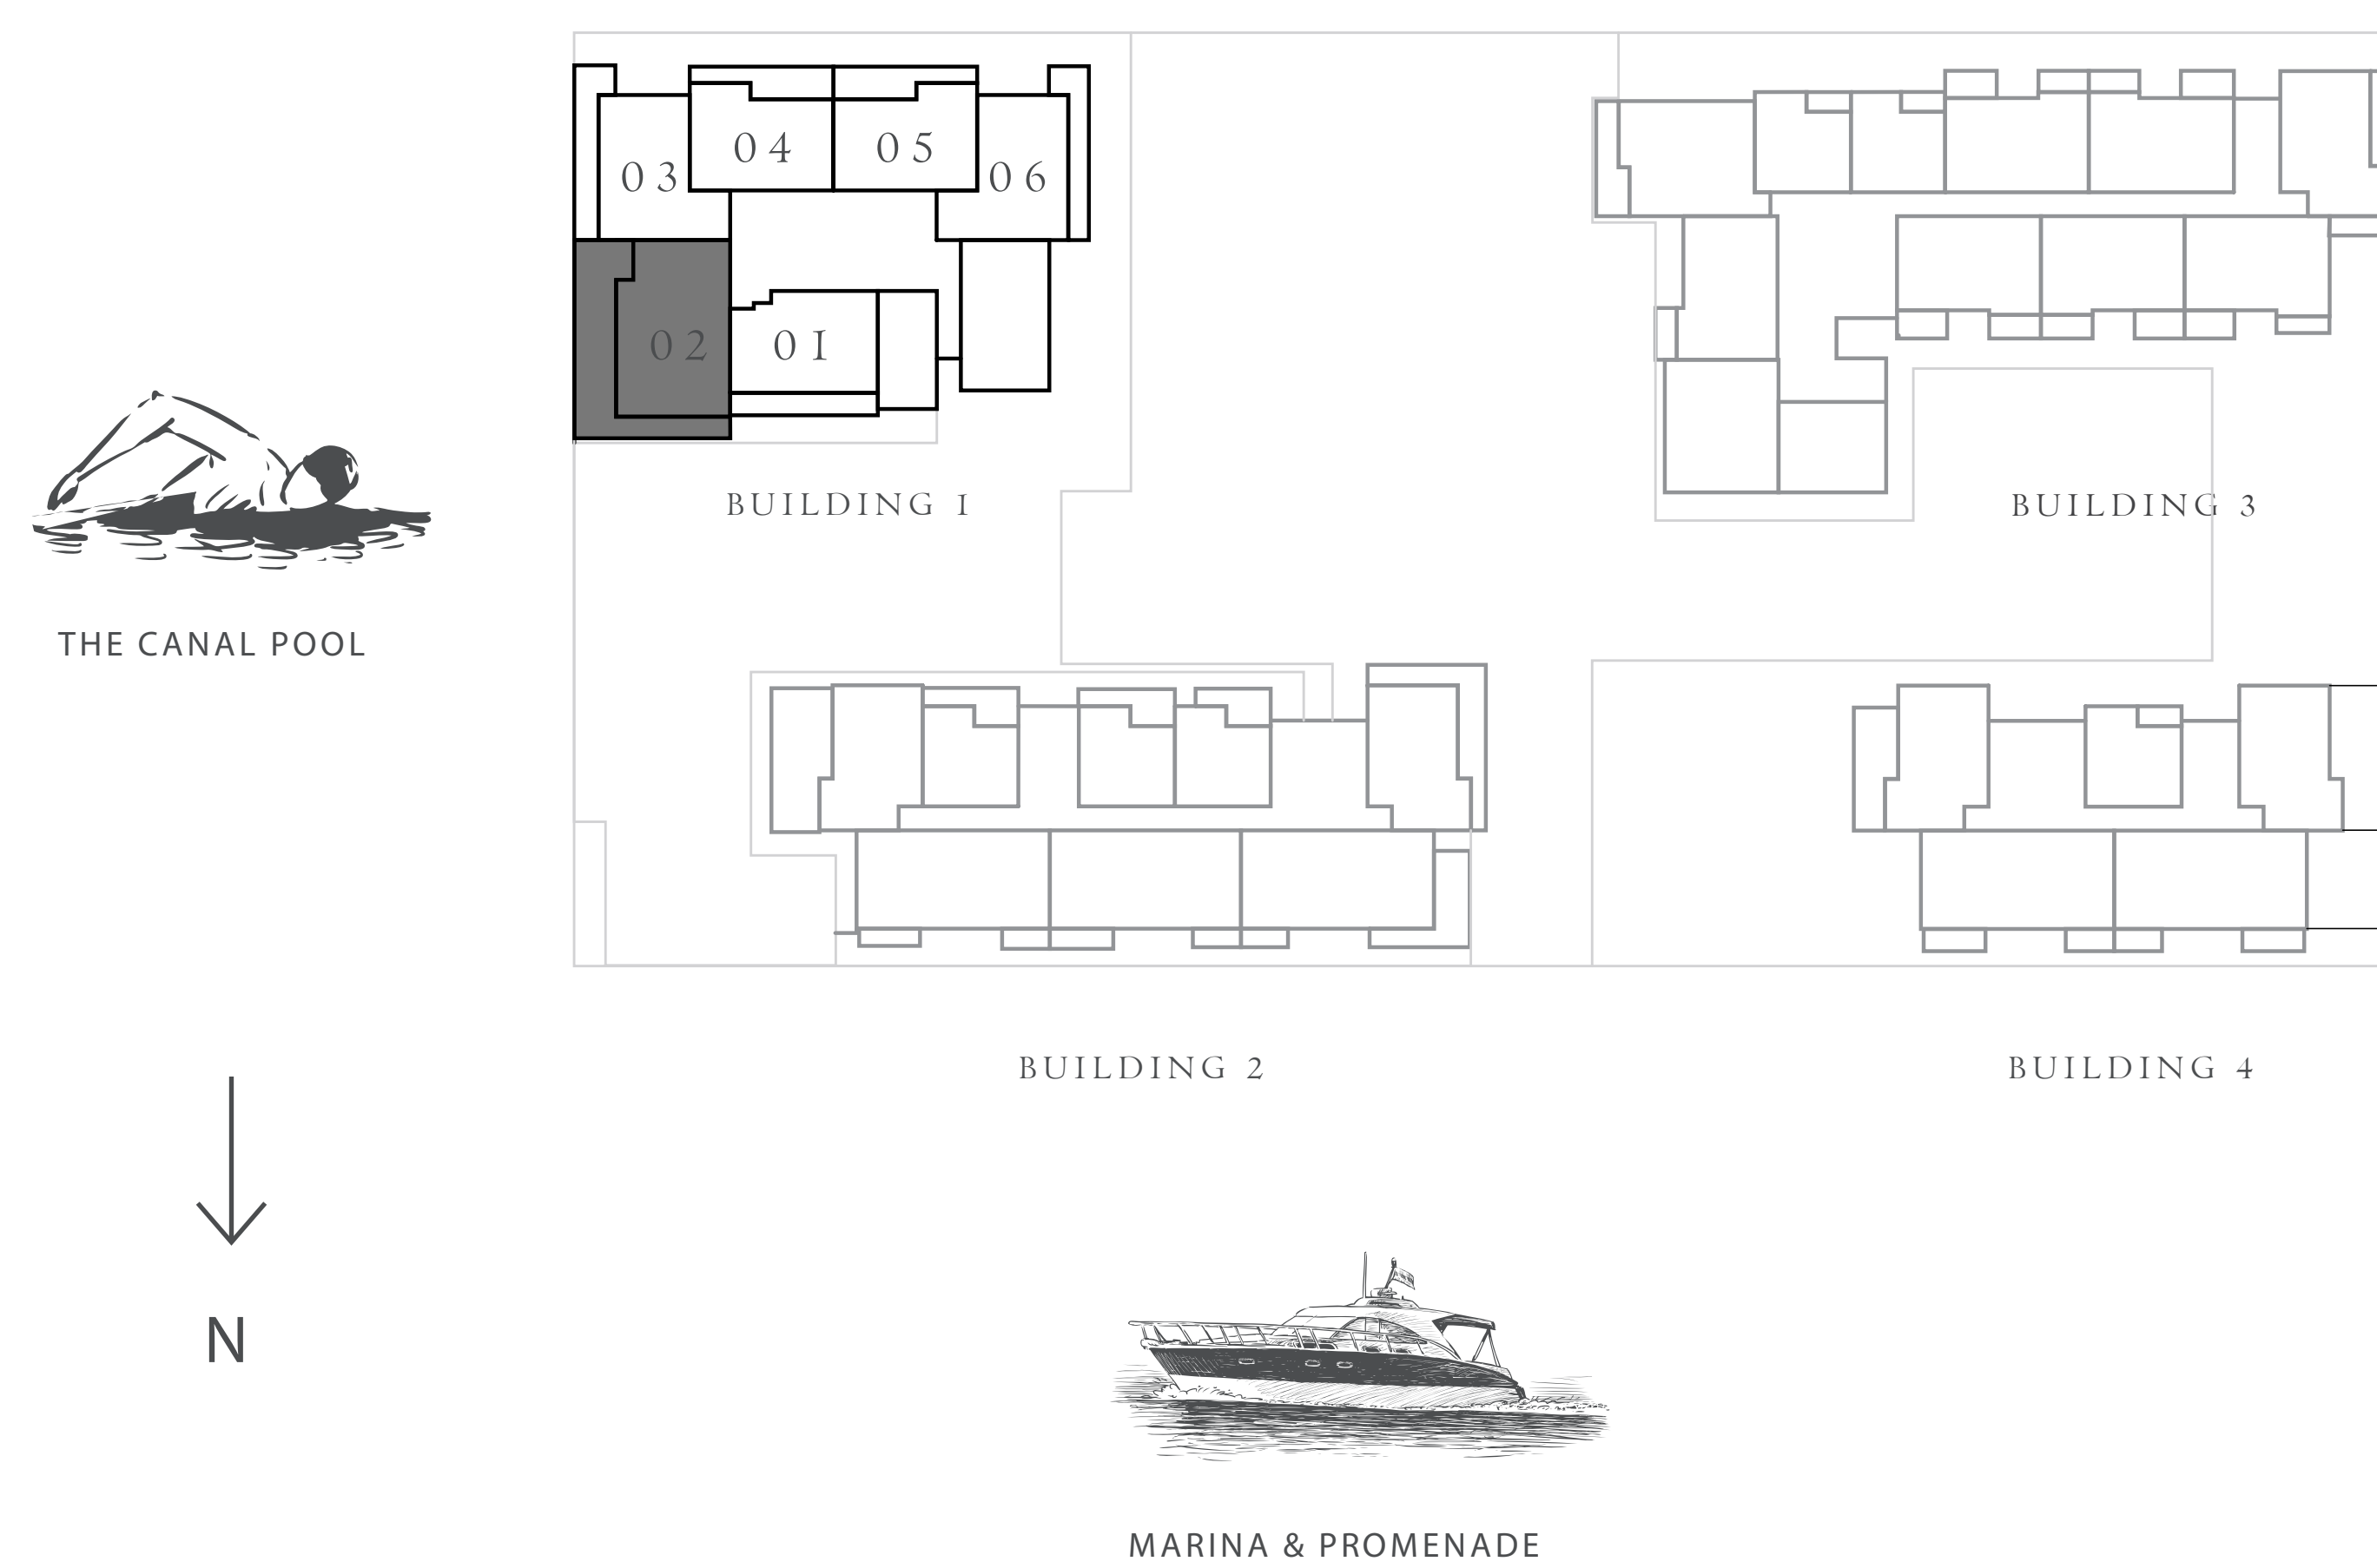 04 05
03 06
02 01
BUILDING 1
BUILDING 3
THE CANAL POOL
BUILDING 2
BUILDING 4
N
MARINA & PROMENADE